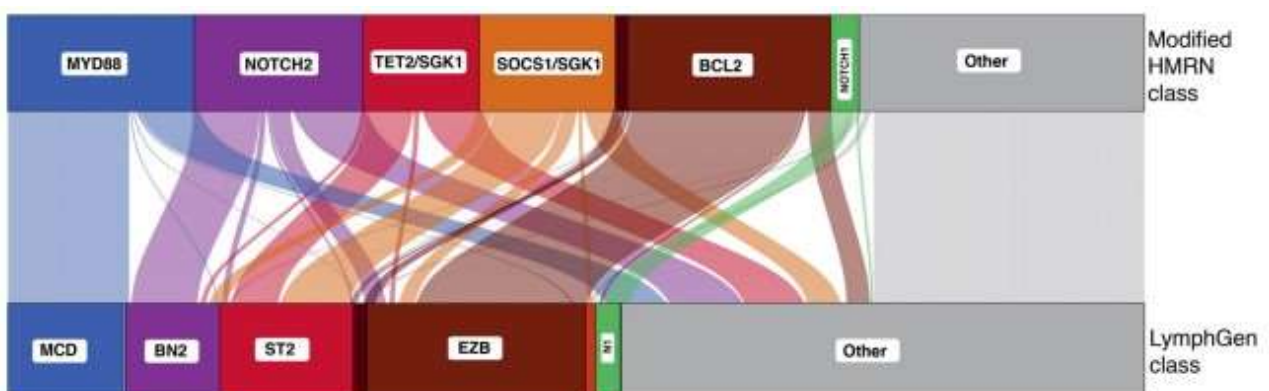 MYD88
NOTCH2
TET2/SGK1
SOCS1/SGK1
BCL2
NOTCH1
Other
Modified
HMRN
class
MCD
BN2
ST2
EZB
N1
Other
LymphGen
class